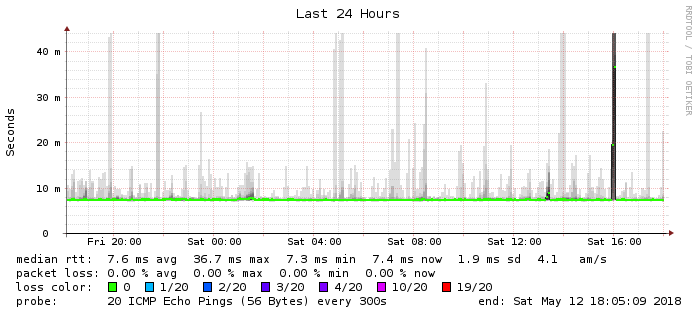 Last 24 Hours
RRDTOOL / TOBI OETIKER
Seconds
40 m
30 m
20 m
10 m
0
Fri 20:00 Sat 00:00 Sat 04:00 Sat 08:00 Sat 12:00 Sat 16:00
median rtt: 7.6 ms avg 36.7 ms max 7.3 ms min 7.4 ms now 1.9 ms sd 4.1 am/s
packet loss: 0.00 % avg 0.00 % max 0.00 % min 0.00 % now
loss color: 0 1/20 2/20 3/20 4/20 10/20 19/20
probe: 20 ICMP Echo Pings (56 Bytes) every 300s end: Sat May 12 18:05:09 2018